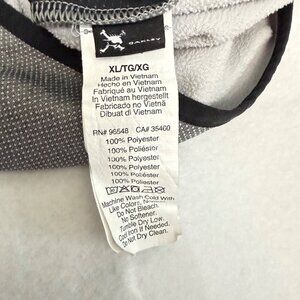 OAKLEY
XL/TG/XG
Made in Vietnam
Hecho en Vietnam
Fabriqué au Vietnam
In Vietnam hergestellt
Fabricado no Vietnã
Dibuat di Vietnam
RN# 96548 CA# 35400
100% Polyester
100% Poliéster
100% Polyester
100% Polyester
100% Poliéster
100% Poliester
Machine Wash Cold With
Like Colors,
Do Not Bleach.
No Softener.
Tumble Dry Low.
Cool Iron If Needed.
Do Not Dry Clean.